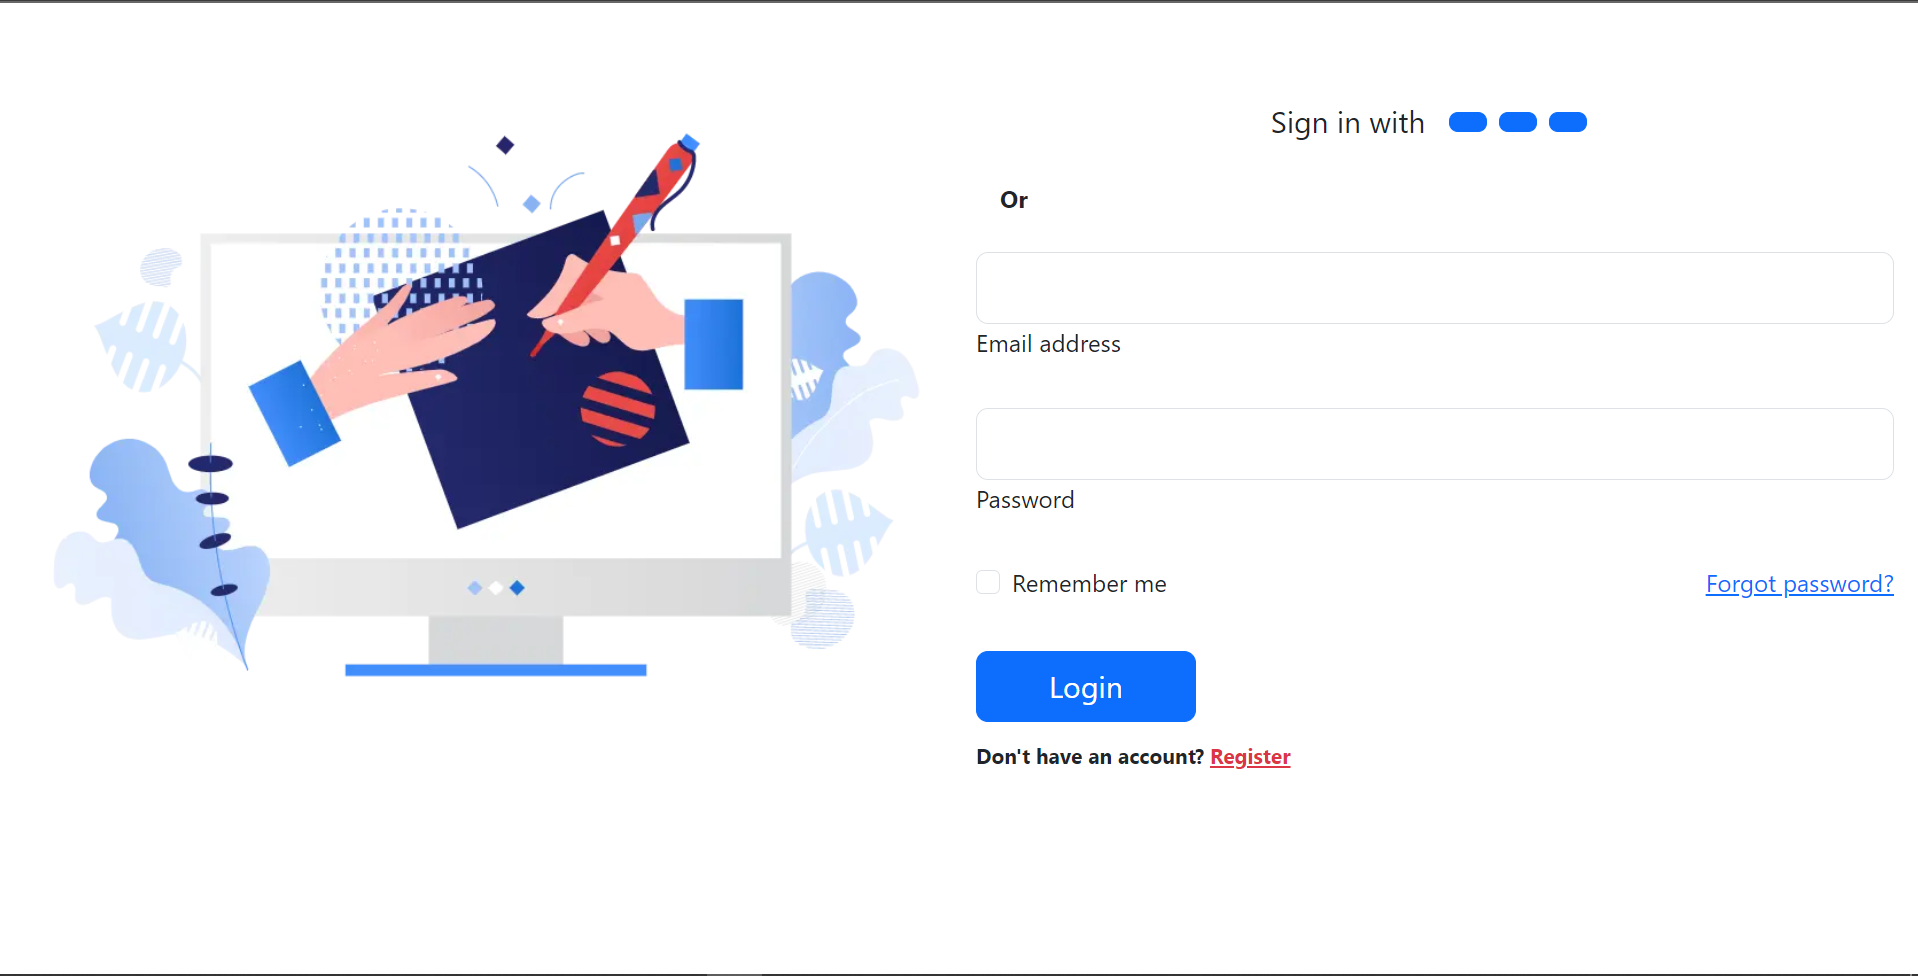 Sign in with
Or
Email address
Password
Remember me
Forgot password?
Login
Don't have an account? Register